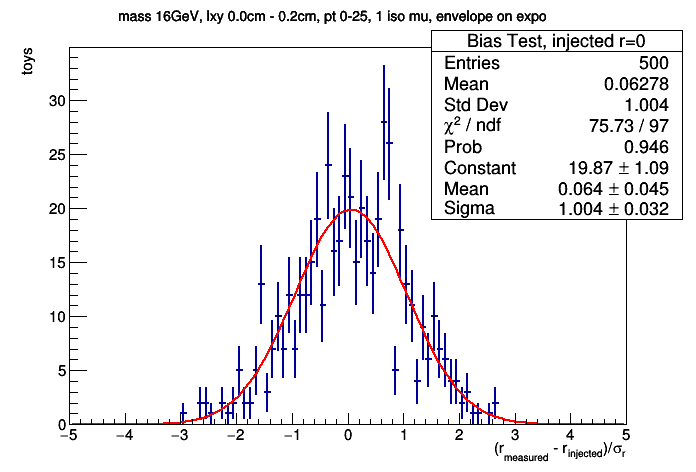 mass 16GeV, lxy 0.0cm - 0.2cm, pt 0-25, 1 iso mu, envelope on expo
Bias Test, injected r=0
Entries 500
Mean 0.06278
Std Dev 1.004
χ² / ndf 75.73 / 97
Prob 0.946
Constant 19.87 ± 1.09
Mean 0.064 ± 0.045
Sigma 1.004 ± 0.032
toys
30
25
20
15
10
5
0
−5 −4 −3 −2 −1 0 1 2 3 4 5
(r_measured - r_injected)/σ_r